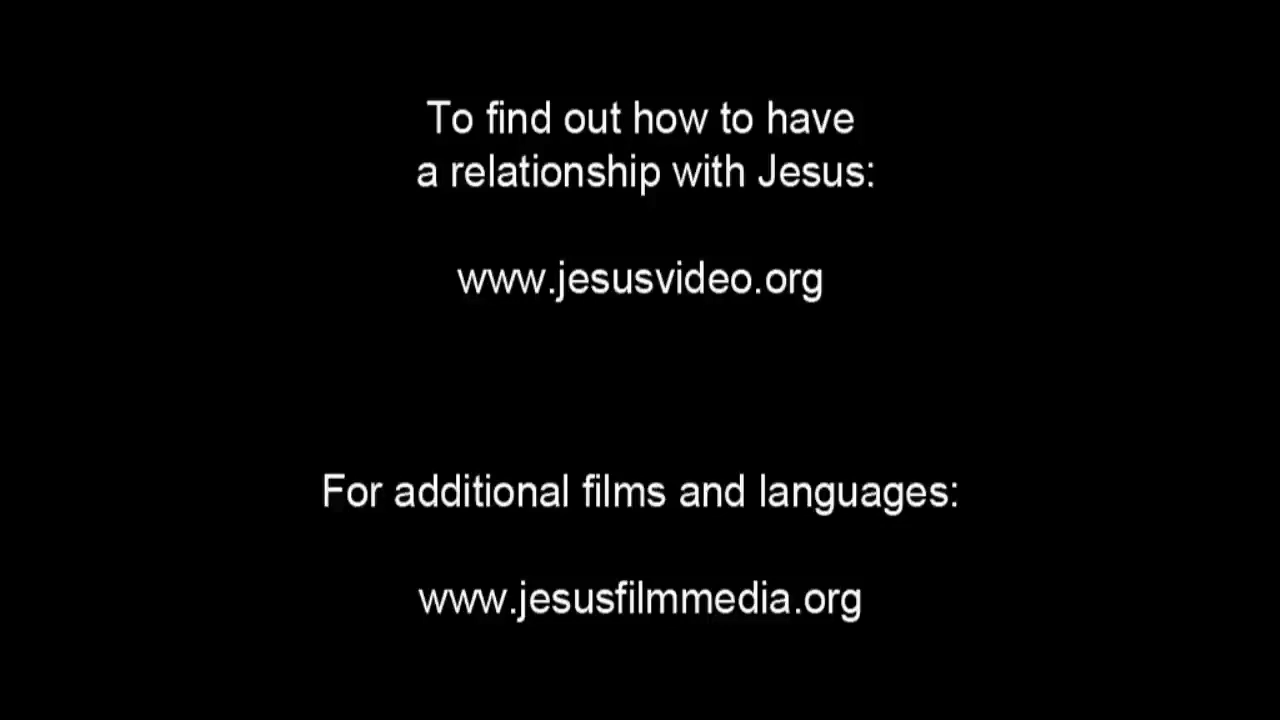 To find out how to have
a relationship with Jesus:
www.jesusvideo.org
For additional films and languages:
www.jesusfilmmedia.org